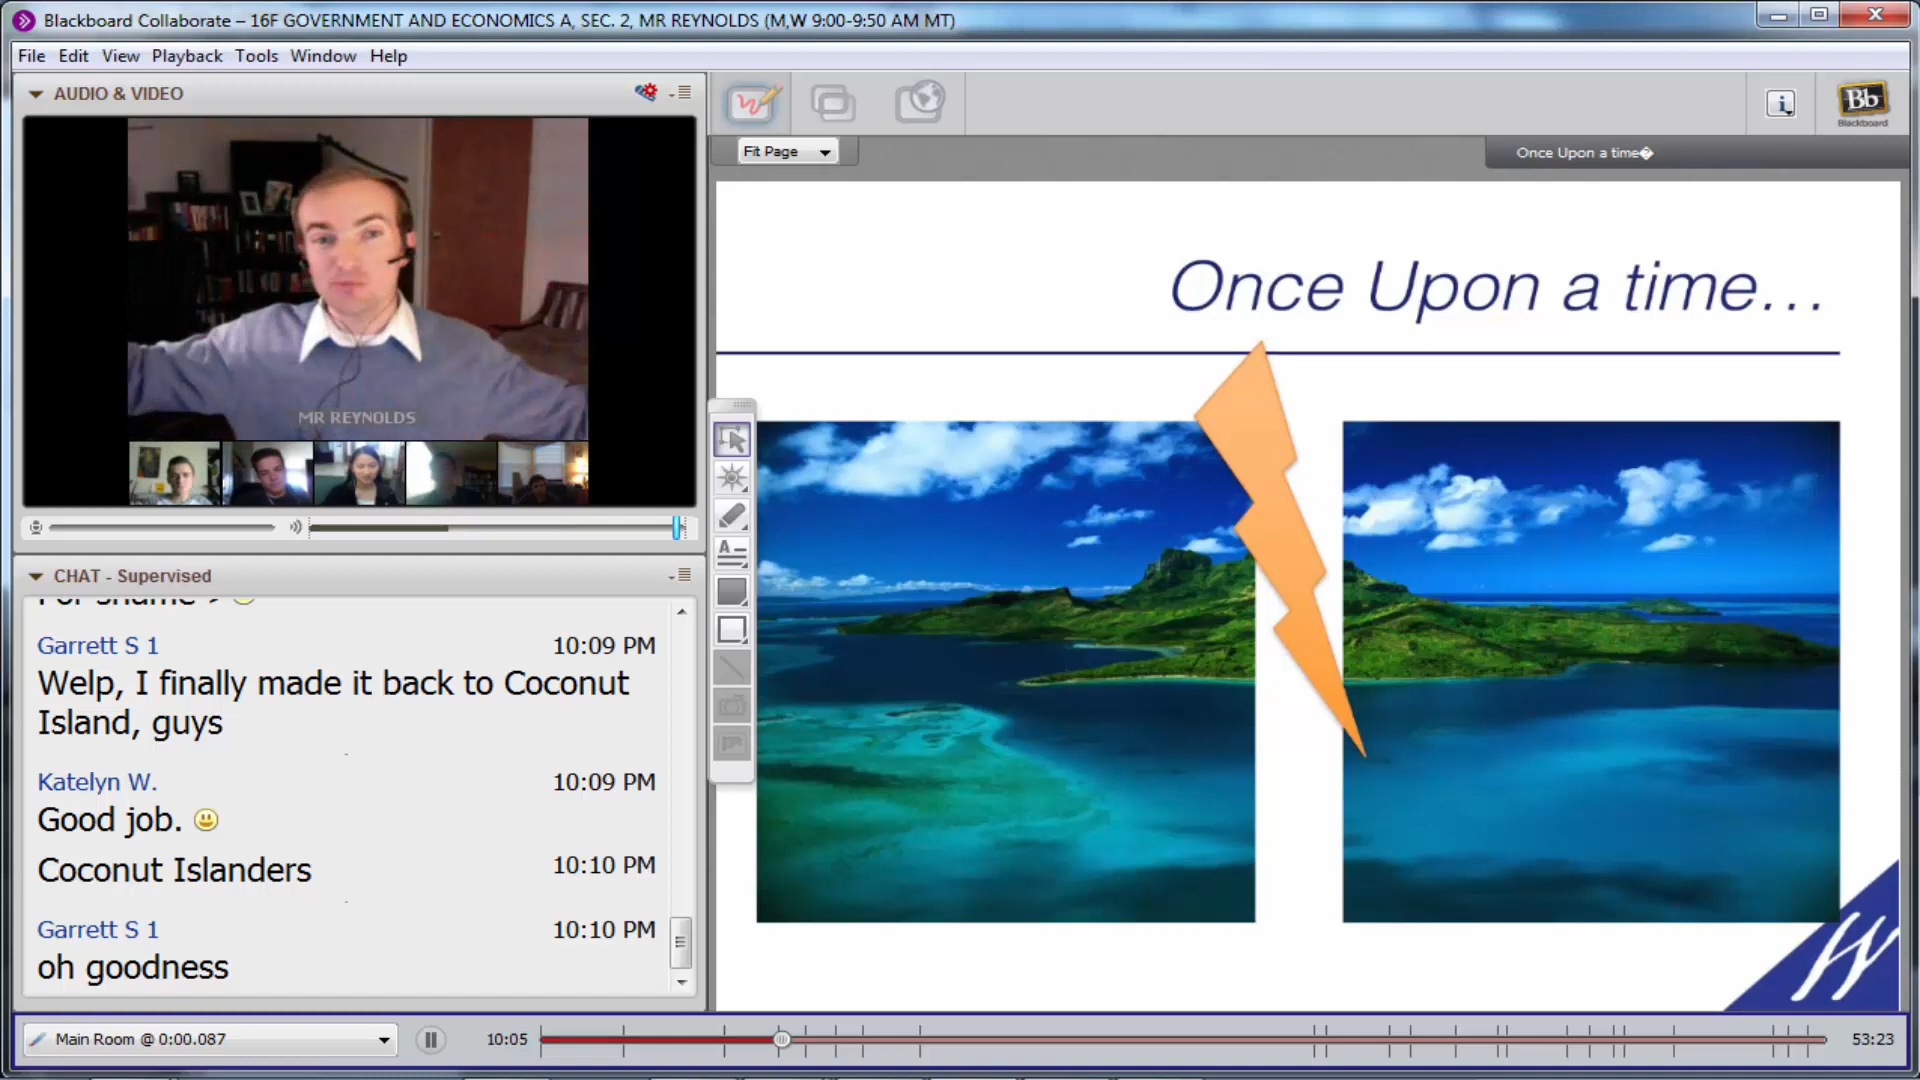 Blackboard Collaborate – 16F GOVERNMENT AND ECONOMICS A, SEC. 2, MR REYNOLDS (M,W 9:00-9:50 AM MT)
File Edit View Playback Tools Window Help
AUDIO & VIDEO
MR REYNOLDS
CHAT - Supervised
For shame >
Garrett S 1 10:09 PM
Welp, I finally made it back to Coconut
Island, guys
Katelyn W. 10:09 PM
Good job.
Coconut Islanders 10:10 PM
Garrett S 1 10:10 PM
oh goodness
Bb
Blackboard
Fit Page
Once Upon a time�
Once Upon a time...
W
Main Room @ 0:00.087
10:05
53:23